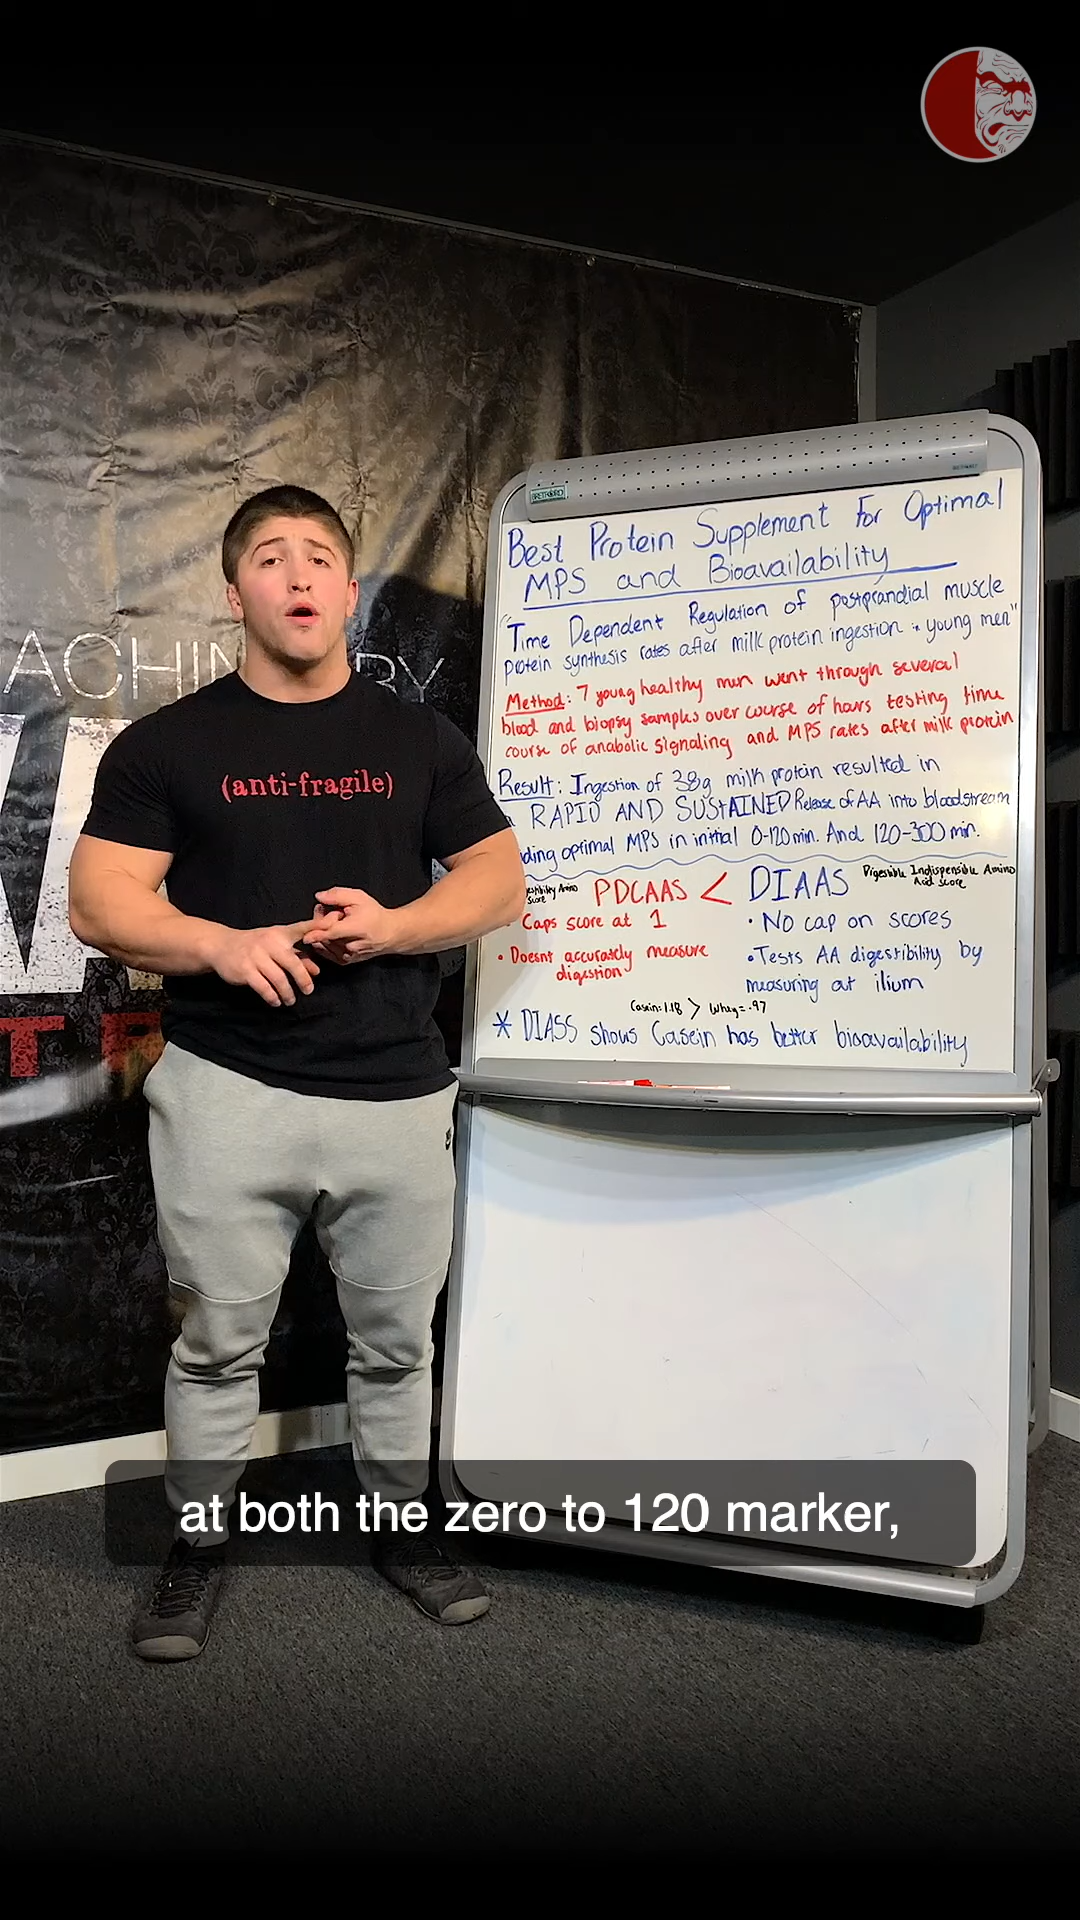 ACHIN RY
W
T R
(anti-fragile)
BRETFORD
Best Protein Supplement For Optimal
MPS and Bioavailability
"Time Dependent Regulation of postprandial muscle
protein synthesis rates after milk protein ingestion in young men"
Method: 7 young healthy men went through several
blood and biopsy samples over course of hours testing time
course of anabolic signaling and MPS rates after milk protein
Result: Ingestion of 38g milk protein resulted in
RAPID AND SUSTAINED Release of AA into bloodstream
ding optimal MPS in initial 0-120min. And 120-300 min.
estibility Amino
Score
PDCAAS < DIAAS
Digestible Indispensible Amino
Acid score
• Caps score at 1
• Doesnt accurately measure
digestion
• No cap on scores
• Tests AA digestibility by
measuring at ilium
Casein: 1.18 > Whey = .97
* DIASS shows Casein has better bioavailability
at both the zero to 120 marker,